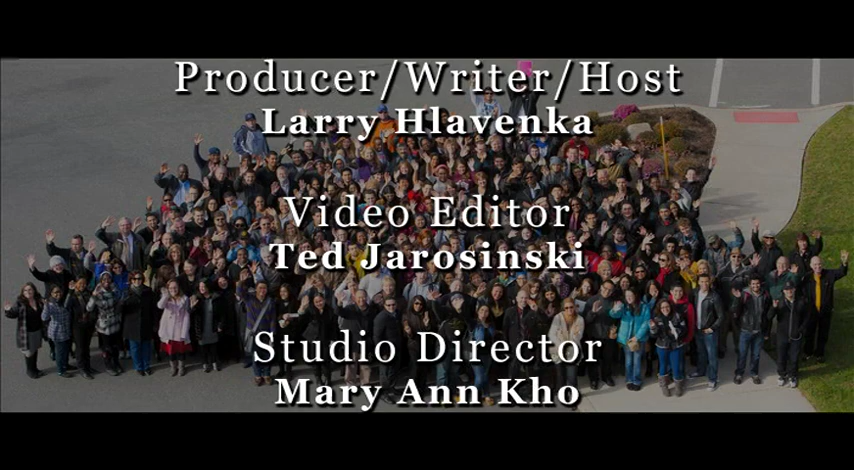 Producer/Writer/Host
Larry Hlavenka
Video Editor
Ted Jarosinski
Studio Director
Mary Ann Kho